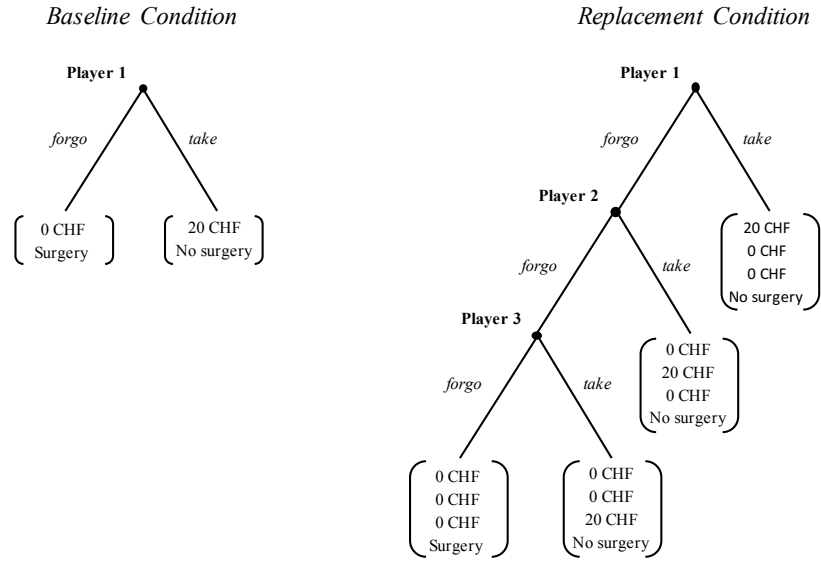 Baseline Condition
Replacement Condition
Player 1
forgo
take
0 CHF
Surgery
20 CHF
No surgery
Player 1
forgo
take
Player 2
20 CHF
0 CHF
0 CHF
No surgery
forgo
take
Player 3
0 CHF
20 CHF
0 CHF
No surgery
forgo
take
0 CHF
0 CHF
0 CHF
Surgery
0 CHF
0 CHF
20 CHF
No surgery